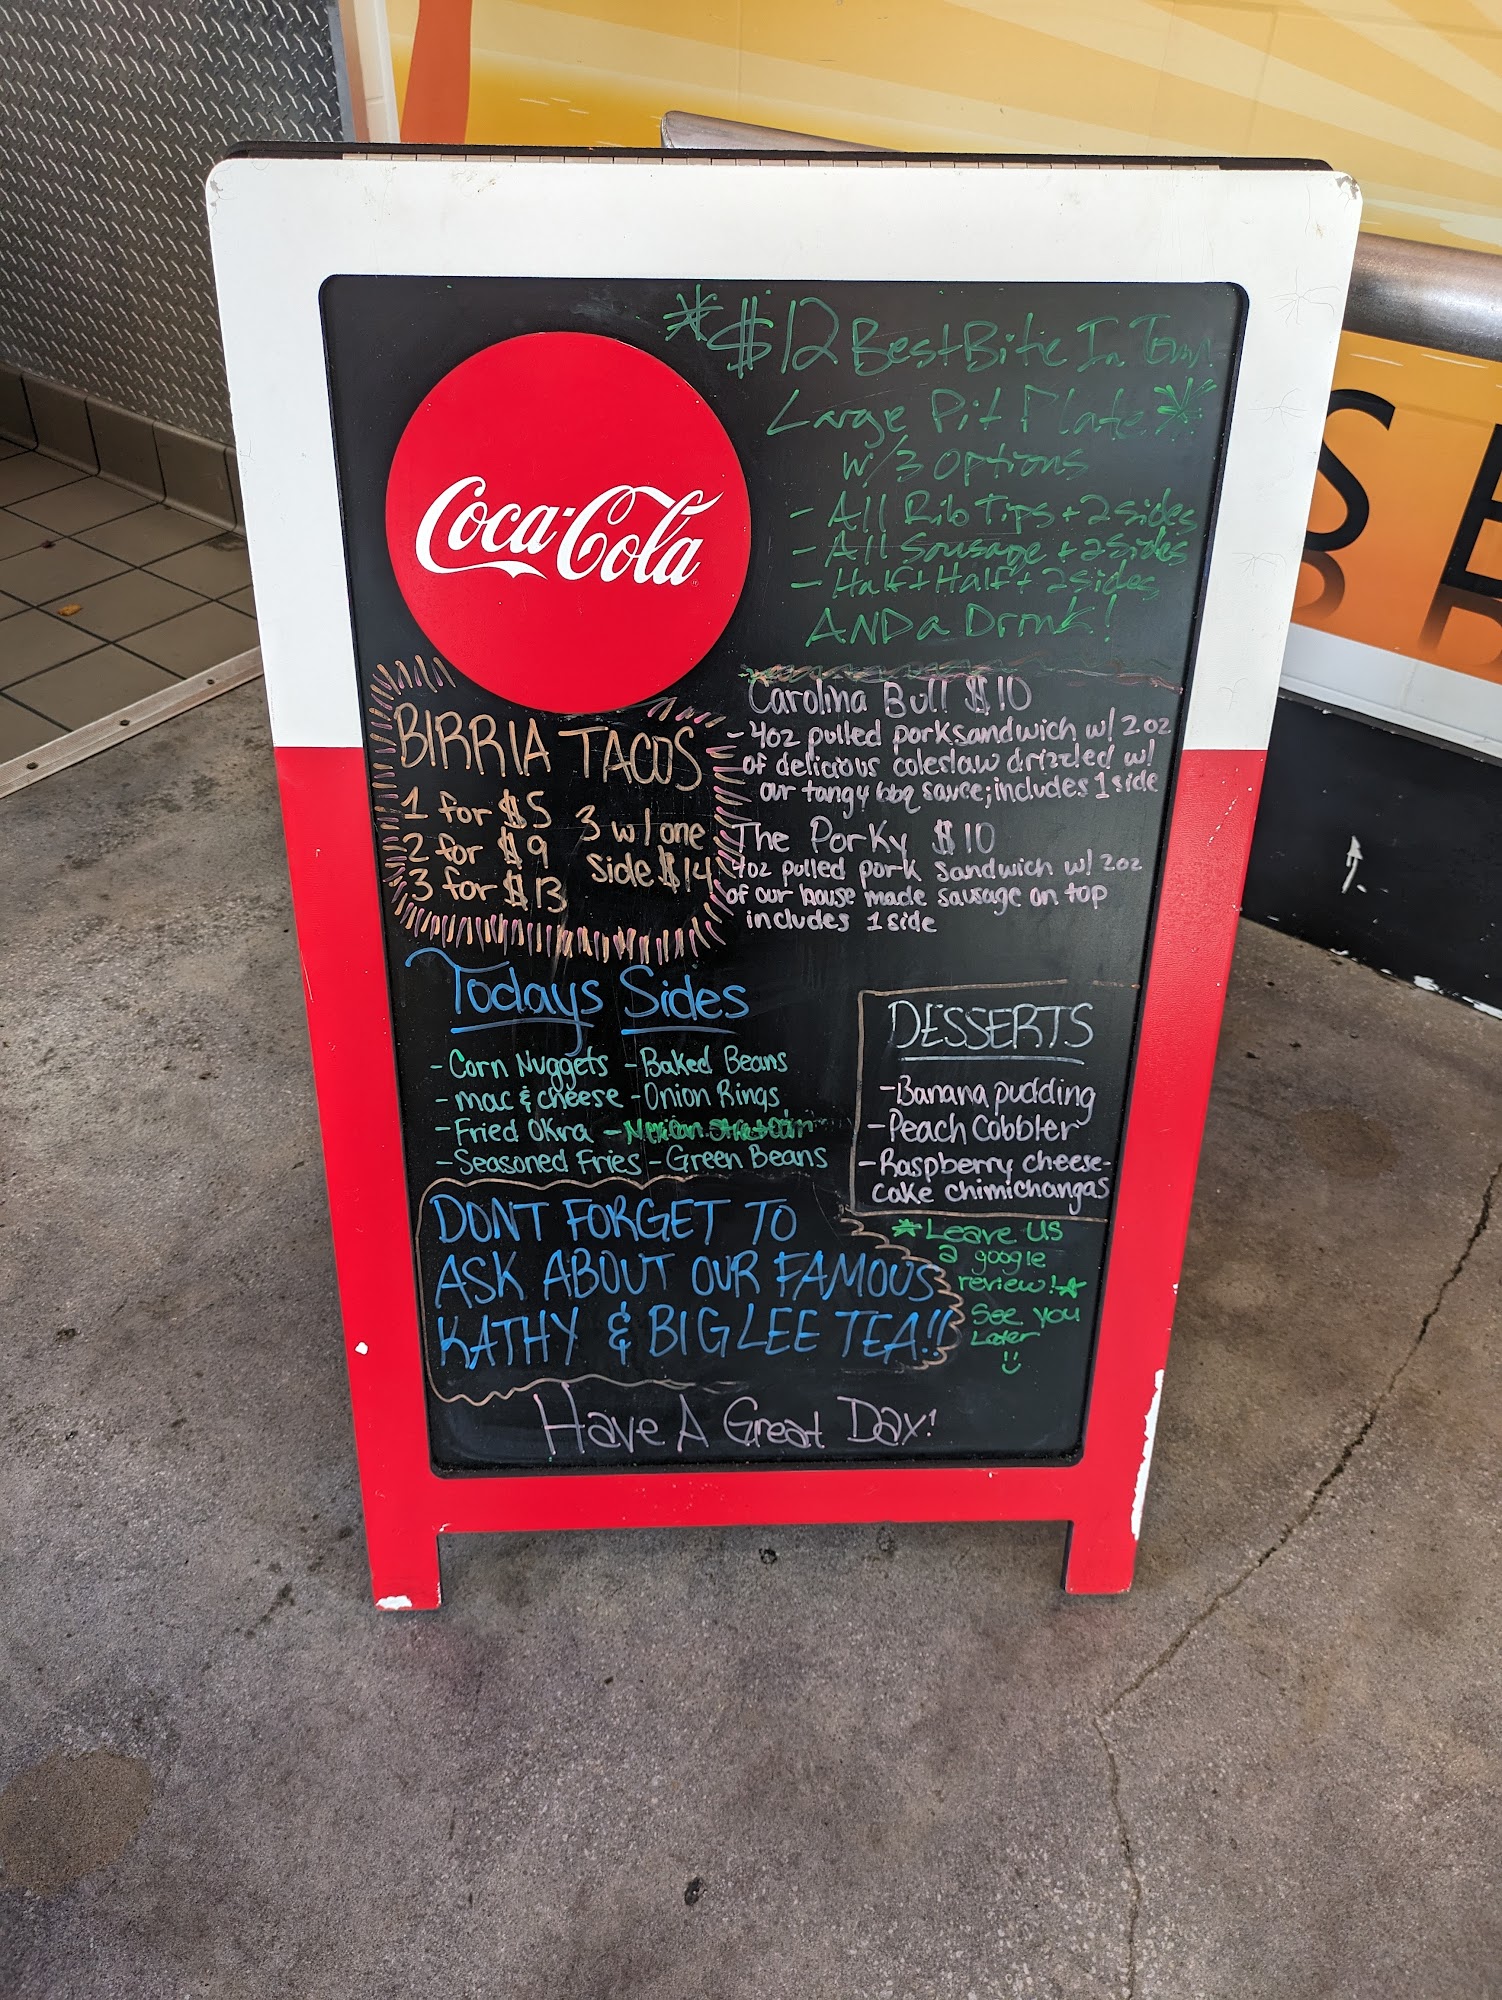 Coca-Cola
*$12 Best Bite In Town
Large Pit Plate*
w/3 options
- All Rib Tips + 2 sides
- All Sausage + 2 sides
- Half + Half + 2 sides
AND a Drink!
BIRRIA TACOS
1 for $5
2 for $9
3 for $13
3 w/ one
side $14
Carolina Bull $10
- 4oz pulled pork sandwich w/ 2 oz
of delicious coleslaw drizzled w/
our tangy bbq sauce; includes 1 side
The Porky $10
4oz pulled pork sandwich w/ 2oz
of our house made sausage on top
includes 1 side
Todays Sides
- Corn Nuggets - Baked Beans
- mac & cheese - Onion Rings
- Fried Okra - Mexican Street Corn
- Seasoned Fries - Green Beans
DESSERTS
- Banana pudding
- Peach Cobbler
- Raspberry cheese-
cake chimichangas
DONT FORGET TO
ASK ABOUT OUR FAMOUS
KATHY & BIG LEE TEA!!
*Leave us
a google
review!*
See you
Later
Have A Great Day!
SE